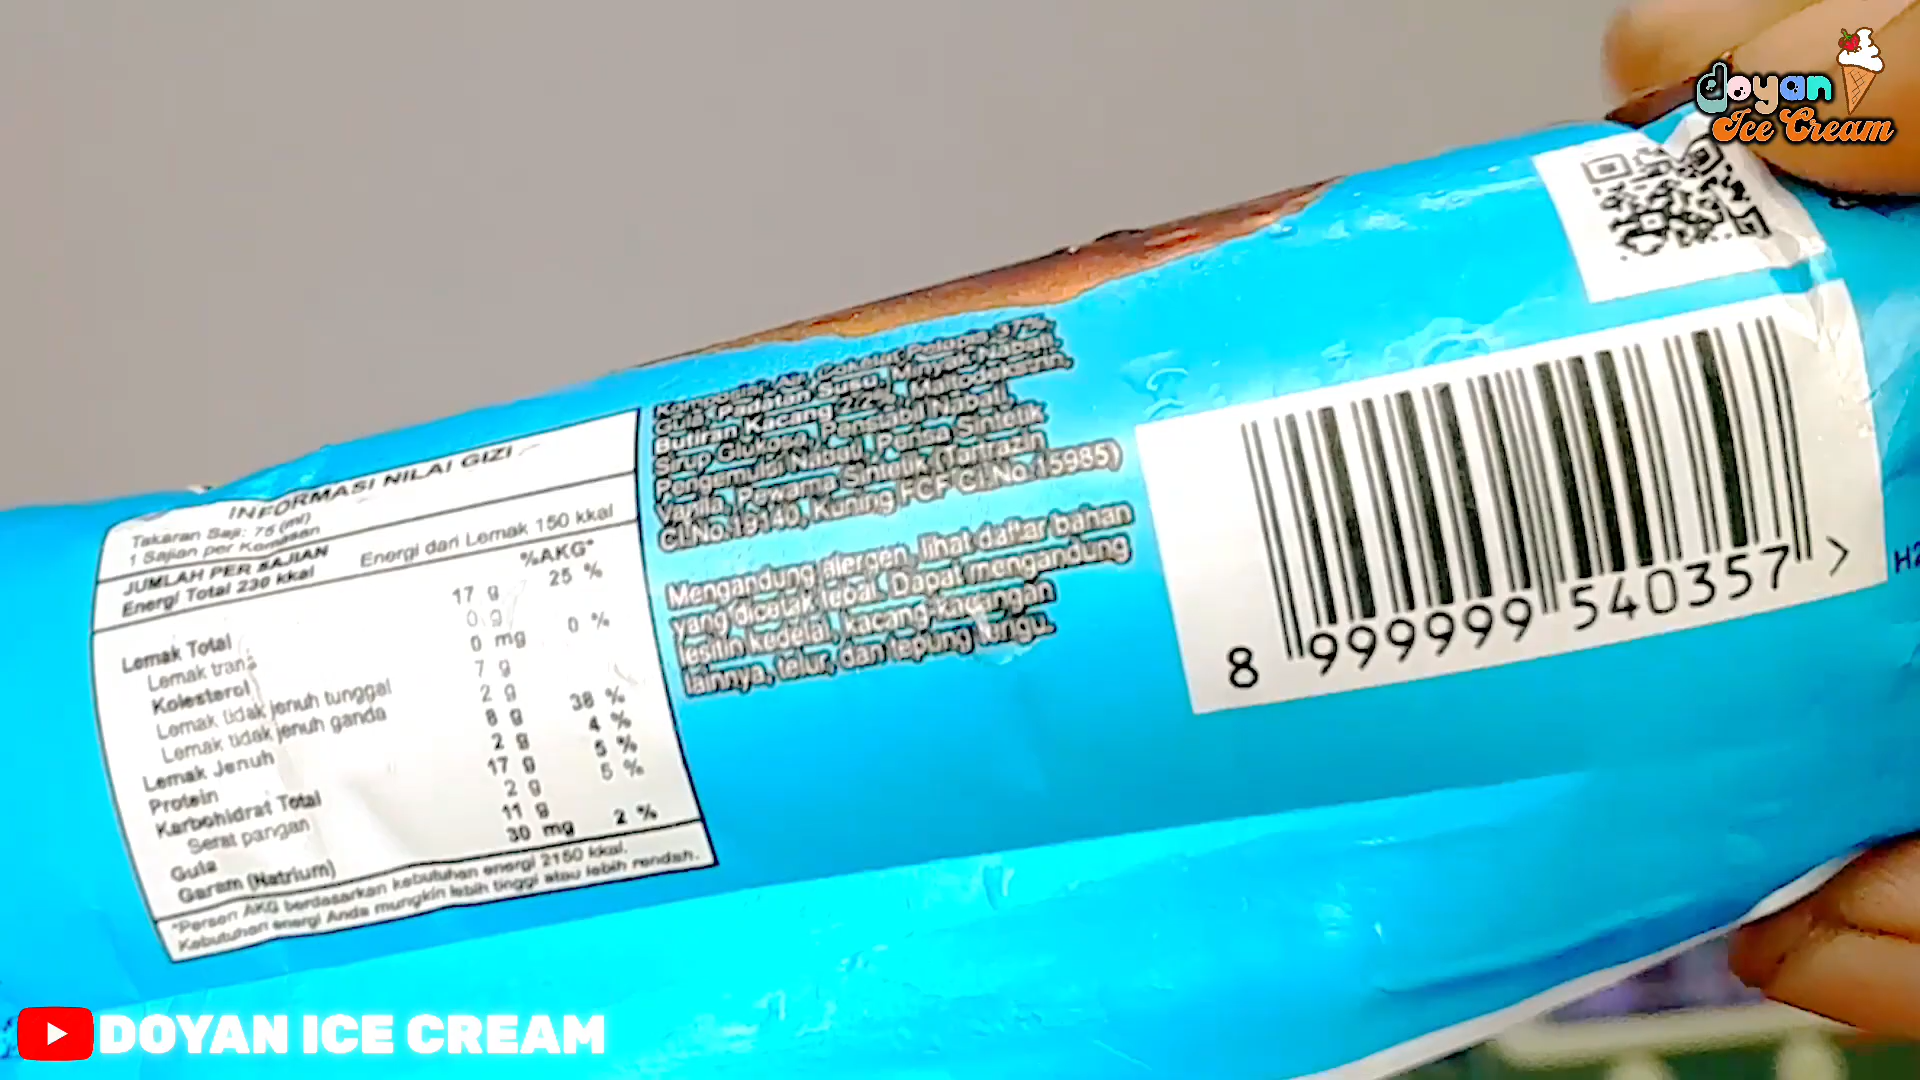 doyan
Ice Cream
INFORMASI NILAI GIZI
Takaran Saji: 75 (ml)
1 Sajian per Kemasan
JUMLAH PER SAJIAN
Energi Total 230 kkal Energi dari Lemak 150 kkal
%AKG*
Lemak Total 17 g 25 %
Lemak trans 0 g
Kolesterol 0 mg 0 %
Lemak tidak jenuh tunggal 7 g
Lemak tidak jenuh ganda 2 g
Lemak Jenuh 8 g 38 %
Protein 2 g 4 %
Karbohidrat Total 17 g 5 %
Serat pangan 2 g 5 %
Gula 11 g
Garam (Natrium) 30 mg 2 %
*Persen AKG berdasarkan kebutuhan energi 2150 kkal.
Kebutuhan energi Anda mungkin lebih tinggi atau lebih rendah.
Komposisi: Air, Cokelat Pelapis 37%,
Gula, Padatan Susu, Minyak Nabati,
Butiran Kacang 2,2%, Maltodekstrin,
Sirup Glukosa, Penstabil Nabati,
Pengemulsi Nabati, Perisa Sintetik
Vanila, Pewarna Sintetik (Tartrazin
CI.No.19140, Kuning FCF CI.No.15985)
Mengandung alergen, lihat daftar bahan
yang dicetak tebal. Dapat mengandung
lesitin kedelai, kacang-kacangan
lainnya, telur, dan tepung terigu.
8 999999 540357 >
DOYAN ICE CREAM